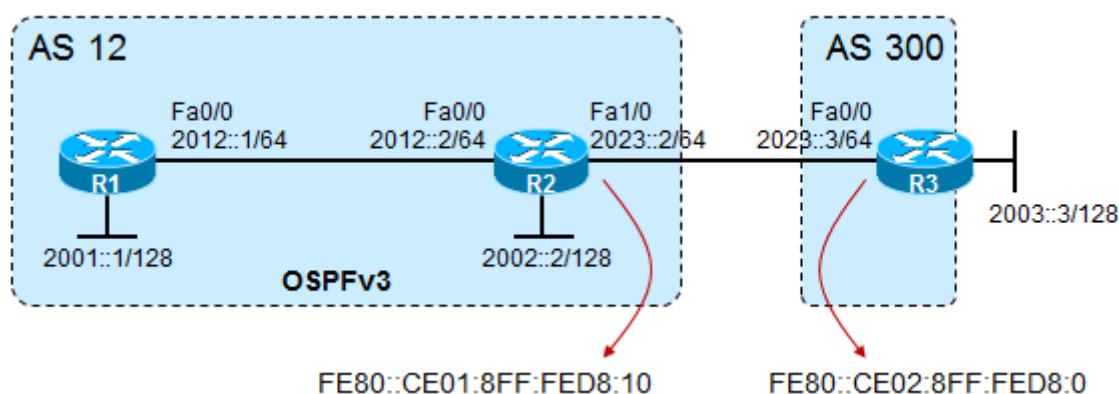 AS 12
AS 300
Fa0/0
2012::1/64
Fa0/0
2012::2/64
Fa1/0
2023::2/64
Fa0/0
2023::3/64
R1
R2
R3
2001::1/128
2002::2/128
2003::3/128
OSPFv3
FE80::CE01:8FF:FED8:10
FE80::CE02:8FF:FED8:0